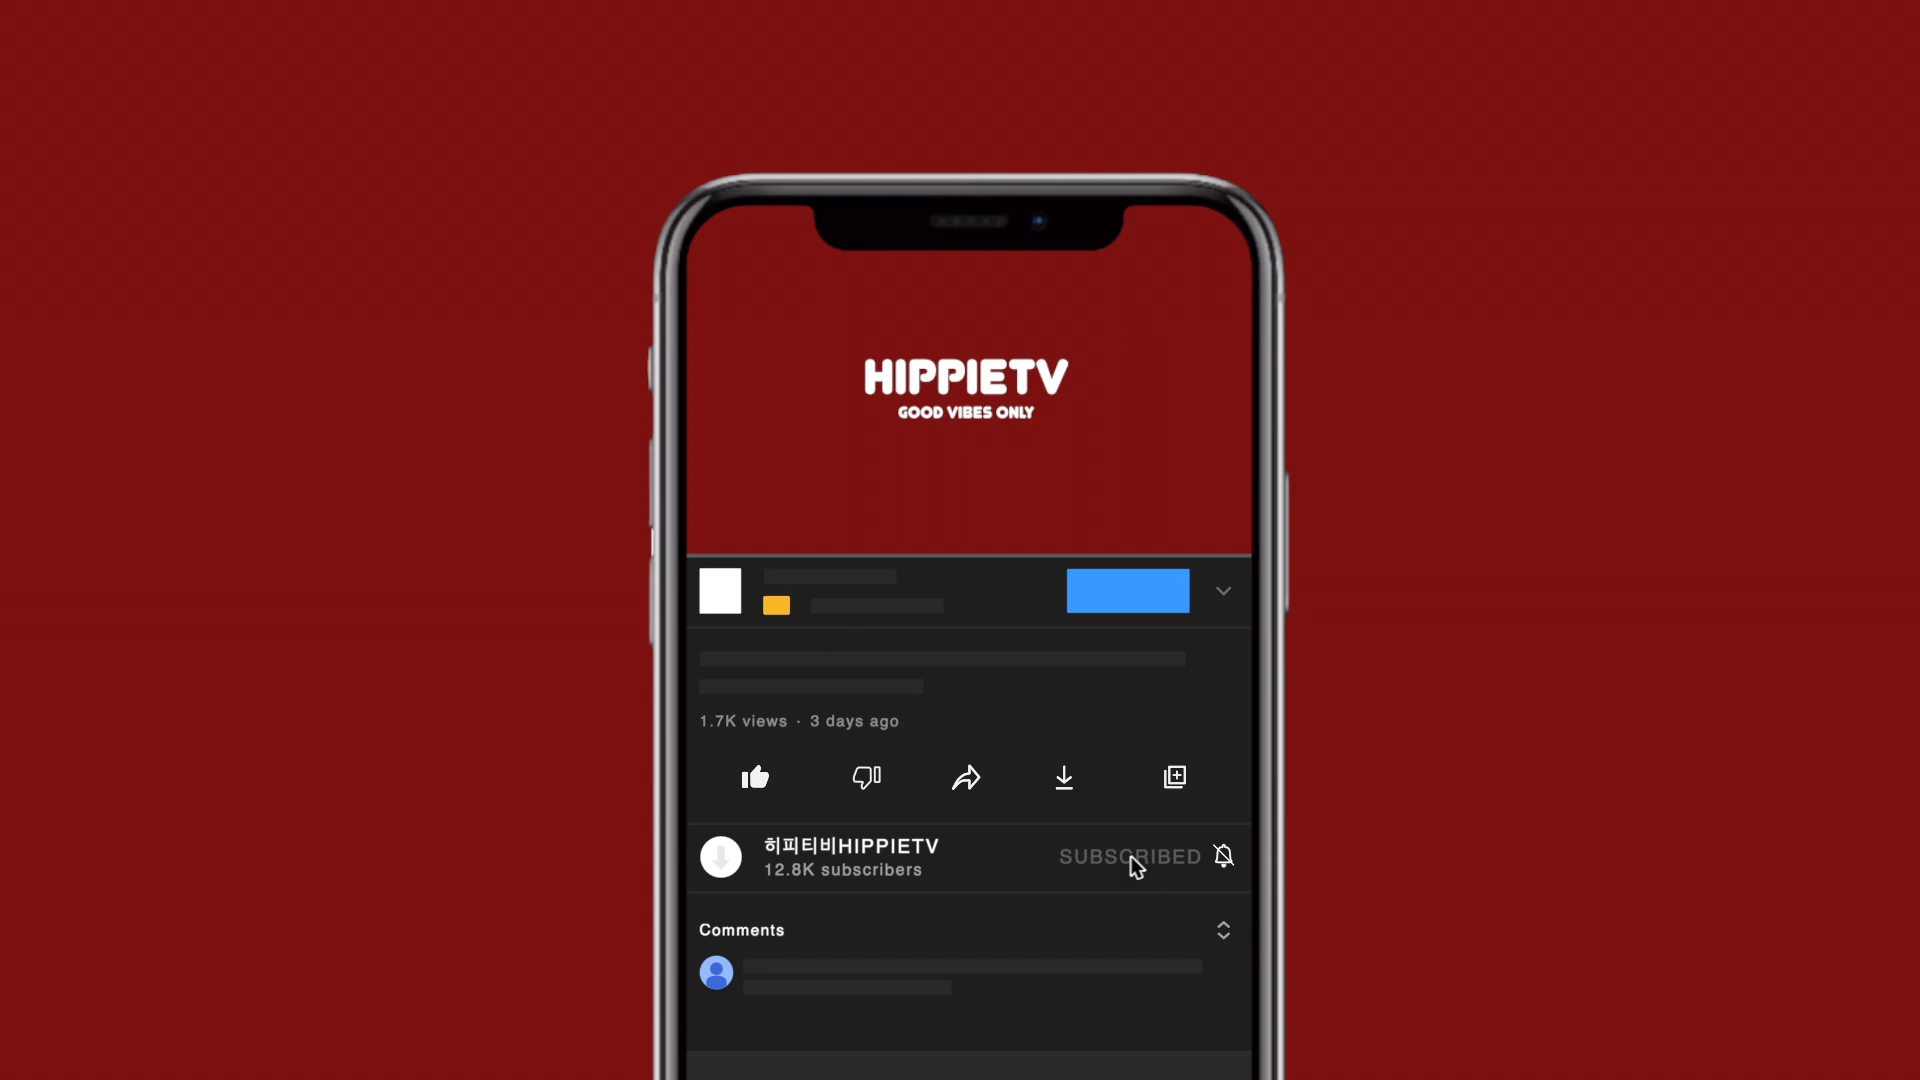 HIPPIETV
GOOD VIBES ONLY
1.7K views · 3 days ago
히피티비HIPPIETV
SUBSCRIBED
12.8K subscribers
Comments